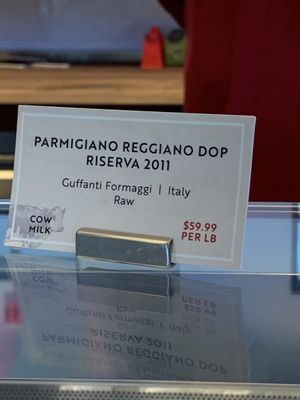 PARMIGIANO REGGIANO DOP
RISERVA 2011
Guffanti Formaggi | Italy
Raw
COW
MILK
$59.99
PER LB